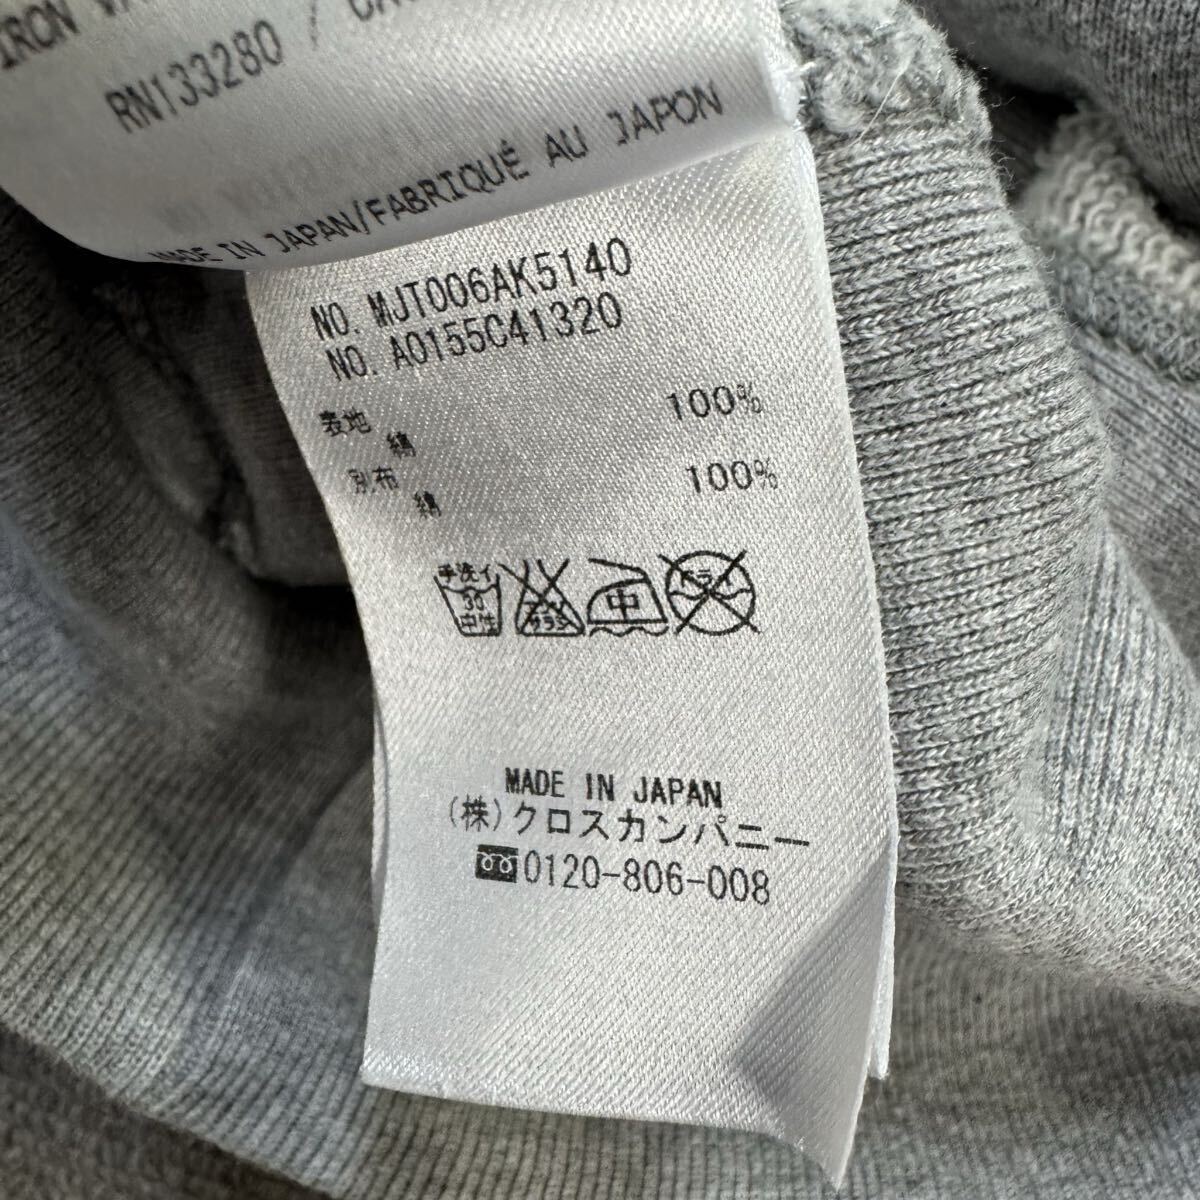 IRON
RN133280 /
MADE IN JAPAN/FABRIQUÉ AU JAPON
NO. MJT006AK5140
NO. A0155C41320
表地 100%
綿
別布 100%
綿
手洗イ
30
中性
中
ドライ
MADE IN JAPAN
(株)クロスカンパニー
0120-806-008